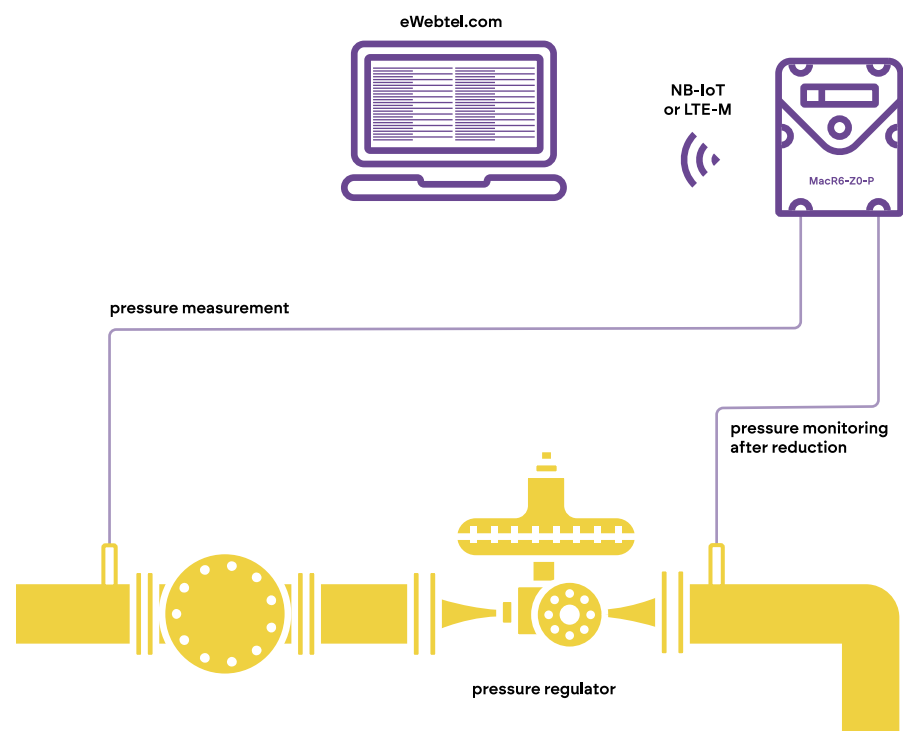 eWebtel.com
NB-IoT
or LTE-M
MacR6-Z0-P
pressure measurement
pressure monitoring
after reduction
pressure regulator